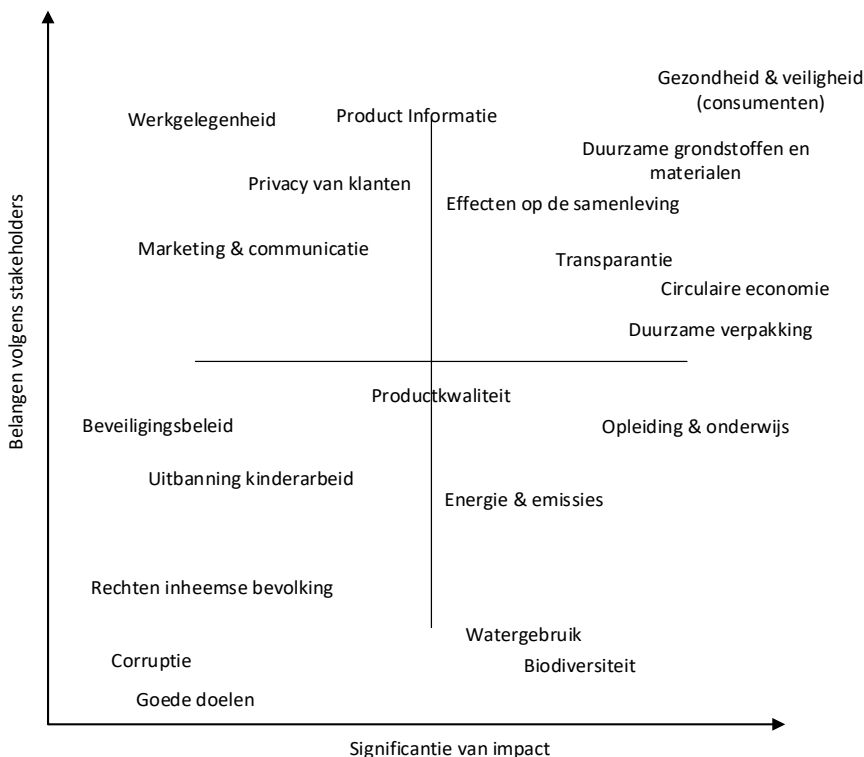 Gezondheid & veiligheid
(consumenten)
Werkgelegenheid
Product Informatie
Duurzame grondstoffen en
materialen
Privacy van klanten
Effecten op de samenleving
Marketing & communicatie
Transparantie
Circulaire economie
Duurzame verpakking
Belangen volgens stakeholders
Productkwaliteit
Beveiligingsbeleid
Opleiding & onderwijs
Uitbanning kinderarbeid
Energie & emissies
Rechten inheemse bevolking
Watergebruik
Corruptie
Biodiversiteit
Goede doelen
Significantie van impact